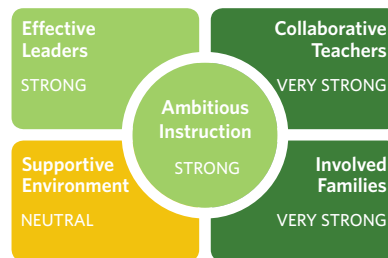 Effective
Leaders
STRONG
Collaborative
Teachers
VERY STRONG
Ambitious
Instruction
STRONG
Supportive
Environment
NEUTRAL
Involved
Families
VERY STRONG